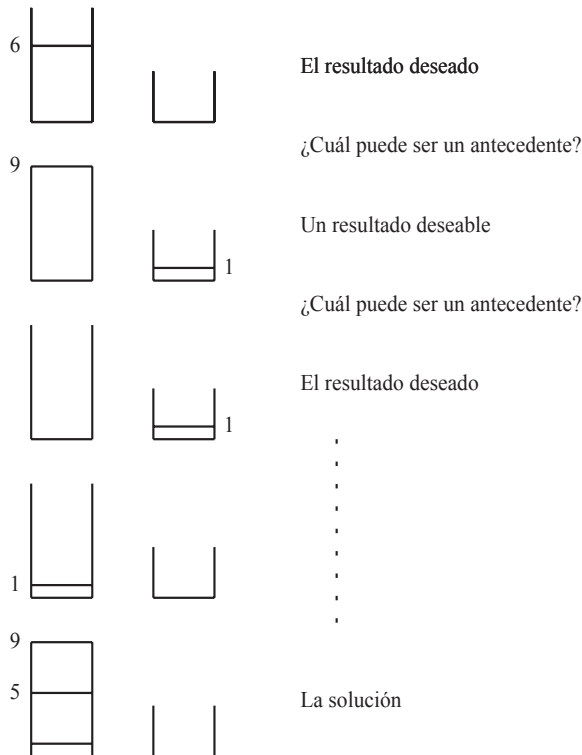 6
El resultado deseado
¿Cuál puede ser un antecedente?
9
Un resultado deseable
1
¿Cuál puede ser un antecedente?
El resultado deseado
1
1
9
5
La solución